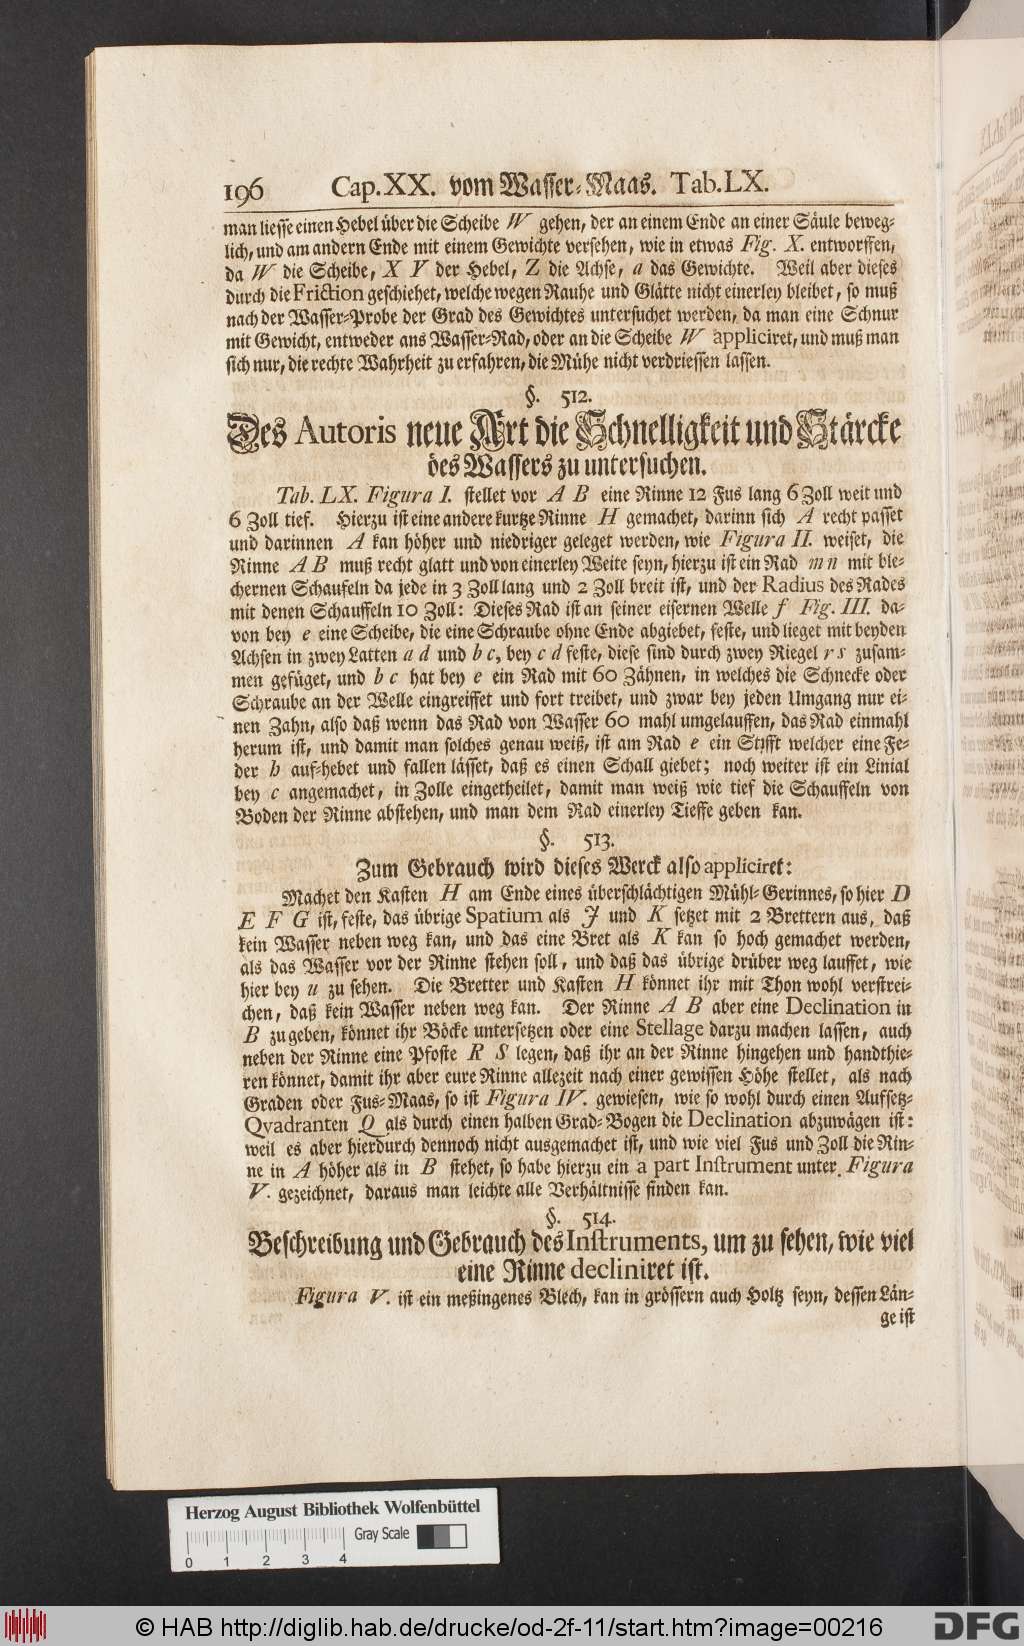 196 Cap. XX. vom Wasser-Maas. Tab. LX.
man liesse einen Hebel über die Scheibe W gehen, der an einem Ende an einer Säule beweg-
lich, und am andern Ende mit einem Gewichte versehen, wie in etwas Fig. X. entworffen,
da W die Scheibe, X Y der Hebel, Z die Achse, a das Gewichte. Weil aber dieses
durch die Friction geschiehet, welche wegen Rauhe und Glätte nicht einerley bleibet, so muß
nach der Wasser-Probe der Grad des Gewichtes untersuchet werden, da man eine Schnur
mit Gewicht, entweder ans Wasser-Rad, oder an die Scheibe W appliciret, und muß man
sich nur, die rechte Wahrheit zu erfahren, die Mühe nicht verdriessen lassen.
§. 512.
Des Autoris neue Art die Schnelligkeit und Stärcke
des Wassers zu untersuchen.
Tab. LX. Figura I. stellet vor A B eine Rinne 12 Fus lang 6 Zoll weit und
6 Zoll tief. Hierzu ist eine andere kurtze Rinne H gemachet, darinn sich A recht passet
und darinnen A kan höher und niedriger geleget werden, wie Figura II. weiset, die
Rinne A B muß recht glatt und von einerley Weite seyn, hierzu ist ein Rad m n mit ble-
chernen Schaufeln da jede in 3 Zoll lang und 2 Zoll breit ist, und der Radius des Rades
mit denen Schauffeln 10 Zoll: Dieses Rad ist an seiner eisernen Welle f Fig. III. da-
von bey e eine Scheibe, die eine Schraube ohne Ende abgiebet, feste, und lieget mit beyden
Achsen in zwey Latten a d und b c, bey c d feste, diese sind durch zwey Riegel r s zusam-
men gefüget, und b c hat bey e ein Rad mit 60 Zähnen, in welches die Schnecke oder
Schraube an der Welle eingreiffet und fort treibet, und zwar bey jeden Umgang nur ei-
nen Zahn, also daß wenn das Rad von Wasser 60 mahl umgelauffen, das Rad einmahl
herum ist, und damit man solches genau weiß, ist am Rad e ein Stifft welcher eine Fe-
der h auf-hebet und fallen lässet, daß es einen Schall giebet; noch weiter ist ein Linial
bey c angemachet, in Zolle eingetheilet, damit man weiß wie tief die Schauffeln von
Boden der Rinne abstehen, und man dem Rad einerley Tieffe geben kan.
§. 513.
Zum Gebrauch wird dieses Werck also appliciret:
Machet den Kasten H am Ende eines überschlächtigen Mühl-Gerinnes, so hier D
E F G ist, feste, das übrige Spatium als J und K setzet mit 2 Brettern aus, daß
kein Wasser neben weg kan, und das eine Bret als K kan so hoch gemachet werden,
als das Wasser vor der Rinne stehen soll, und daß das übrige drüber weg lauffet, wie
hier bey u zu sehen. Die Bretter und Kasten H könnet ihr mit Thon wohl verstrei-
chen, daß kein Wasser neben weg kan. Der Rinne A B aber eine Declination in
B zu geben, könnet ihr Böcke untersetzen oder eine Stellage darzu machen lassen, auch
neben der Rinne eine Pfoste R S legen, daß ihr an der Rinne hingehen und handthie-
ren könnet, damit ihr aber eure Rinne allezeit nach einer gewissen Höhe stellet, als nach
Graden oder Fus-Maas, so ist Figura IV. gewiesen, wie so wohl durch einen Aufsetz-
Qvadranten Q als durch einen halben Grad-Bogen die Declination abzuwägen ist:
weil es aber hierdurch dennoch nicht ausgemachet ist, und wie viel Fus und Zoll die Rin-
ne in A höher als in B stehet, so habe hierzu ein a part Instrument unter Figura
V. gezeichnet, daraus man leichte alle Verhältnisse finden kan.
§. 514.
Beschreibung und Gebrauch des Instruments, um zu sehen, wie viel
eine Rinne decliniret ist.
Figura V. ist ein meßingenes Blech, kan in grössern auch Holtz seyn, dessen Län-
ge ist
Herzog August Bibliothek Wolfenbüttel
Gray Scale
0 1 2 3 4
© HAB http://diglib.hab.de/drucke/od-2f-11/start.htm?image=00216
DFG